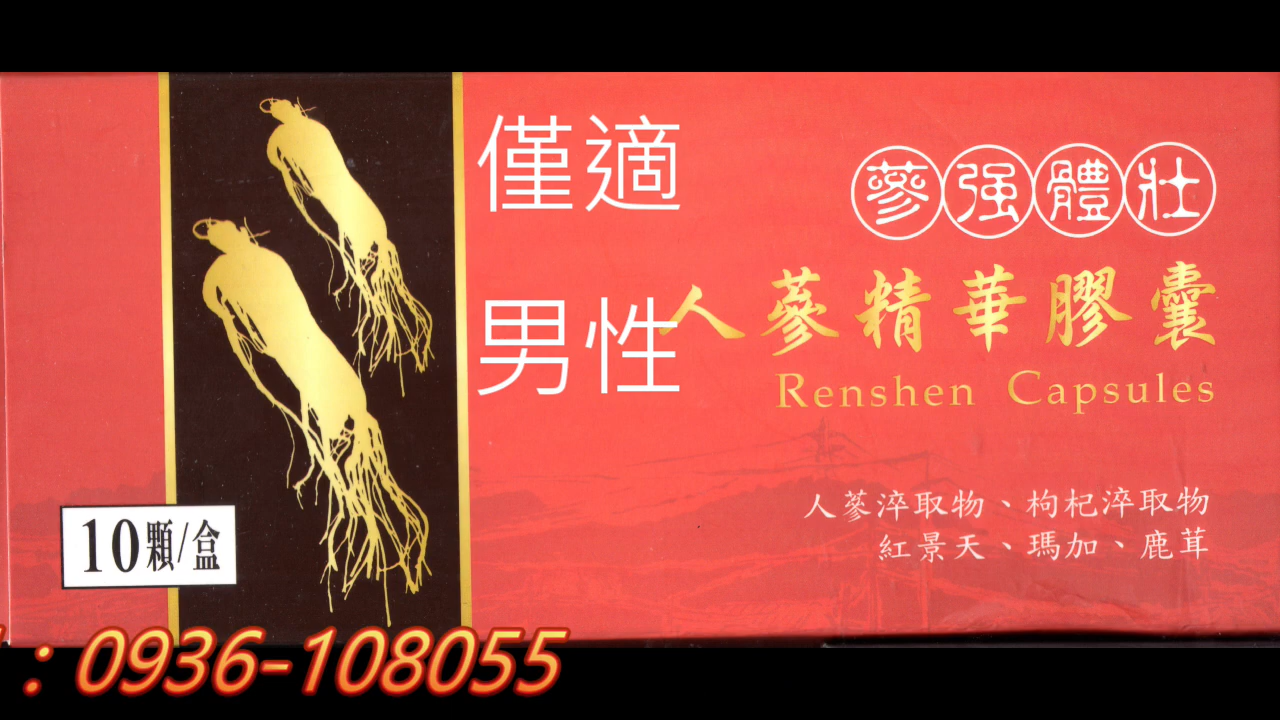 僅適
男性
蔘强體壯
人蔘精華膠囊
Renshen Capsules
人蔘淬取物、枸杞淬取物
紅景天、瑪加、鹿茸
10顆/盒
：0936-108055